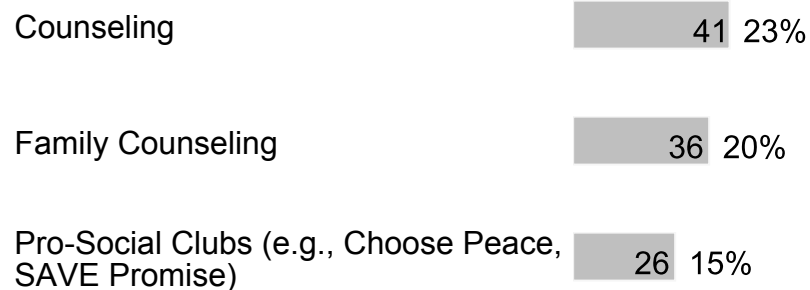 Counseling 41 23%
Family Counseling 36 20%
Pro-Social Clubs (e.g., Choose Peace,
SAVE Promise) 26 15%